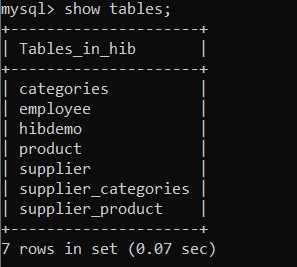 mysql> show tables;
+--------------------+
| Tables_in_hib       |
+--------------------+
| categories          |
| employee            |
| hibdemo             |
| product             |
| supplier            |
| supplier_categories |
| supplier_product    |
+--------------------+
7 rows in set (0.07 sec)